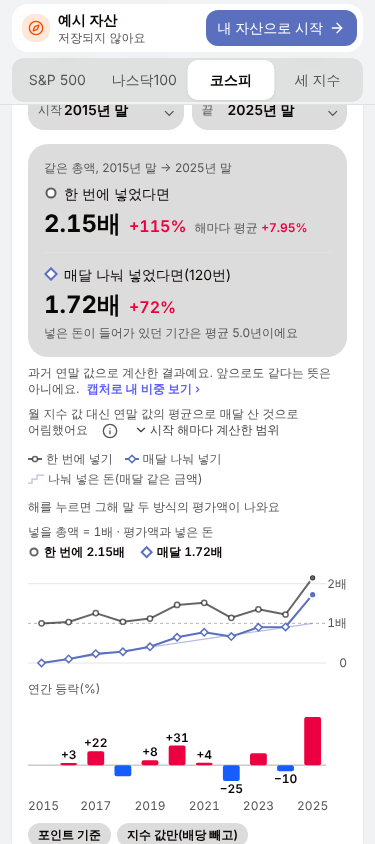 예시 자산
저장되지 않아요
내 자산으로 시작 →
S&P 500 나스닥100 코스피 세 지수
시작 2015년 말 끝 2025년 말
같은 총액, 2015년 말 → 2025년 말
한 번에 넣었다면
2.15배 +115% 해마다 평균 +7.95%
매달 나눠 넣었다면(120번)
1.72배 +72%
넣은 돈이 들어가 있던 기간은 평균 5.0년이에요
과거 연말 값으로 계산한 결과예요. 앞으로도 같다는 뜻은
아니에요. 캡처로 내 비중 보기 ›
월 지수 값 대신 연말 값의 평균으로 매달 산 것으로
어림했어요 시작 해마다 계산한 범위
한 번에 넣기 매달 나눠 넣기
나눠 넣은 돈(매달 같은 금액)
해를 누르면 그해 말 두 방식의 평가액이 나와요
넣을 총액 = 1배 · 평가액과 넣은 돈
한 번에 2.15배 매달 1.72배
2배
1배
0
연간 등락(%)
+3 +22 +8 +31 +4 −25 −10
2015 2017 2019 2021 2023 2025
포인트 기준 지수 값만(배당 빼고)